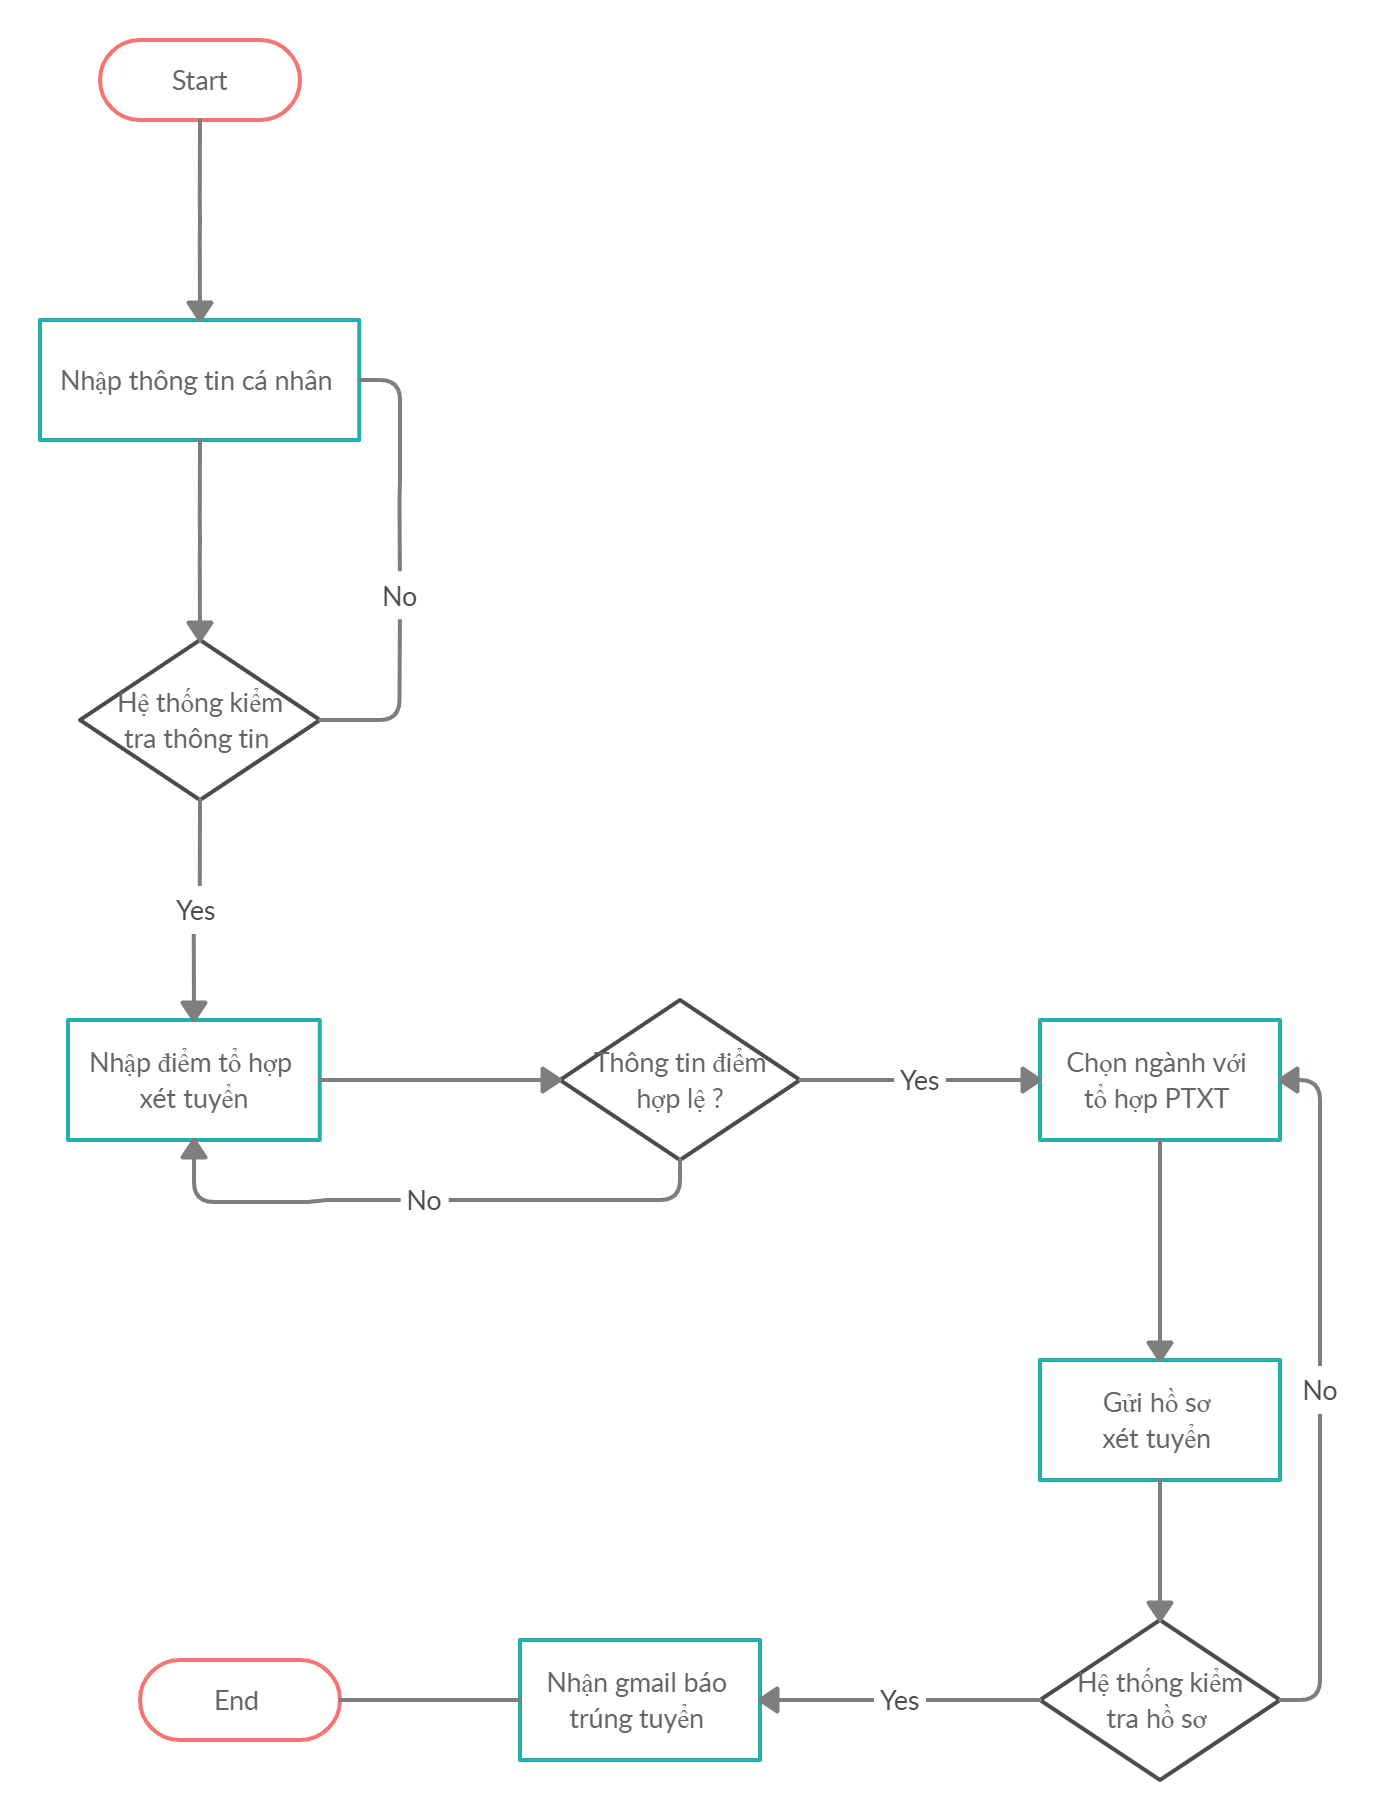 Start
Nhập thông tin cá nhân
No
Hệ thống kiểm
tra thông tin
Yes
Nhập điểm tổ hợp
xét tuyển
Thông tin điểm
hợp lệ ?
Yes
Chọn ngành với
tổ hợp PTXT
No
Gửi hồ sơ
xét tuyển
No
Hệ thống kiểm
tra hồ sơ
Yes
Nhận gmail báo
trúng tuyển
End